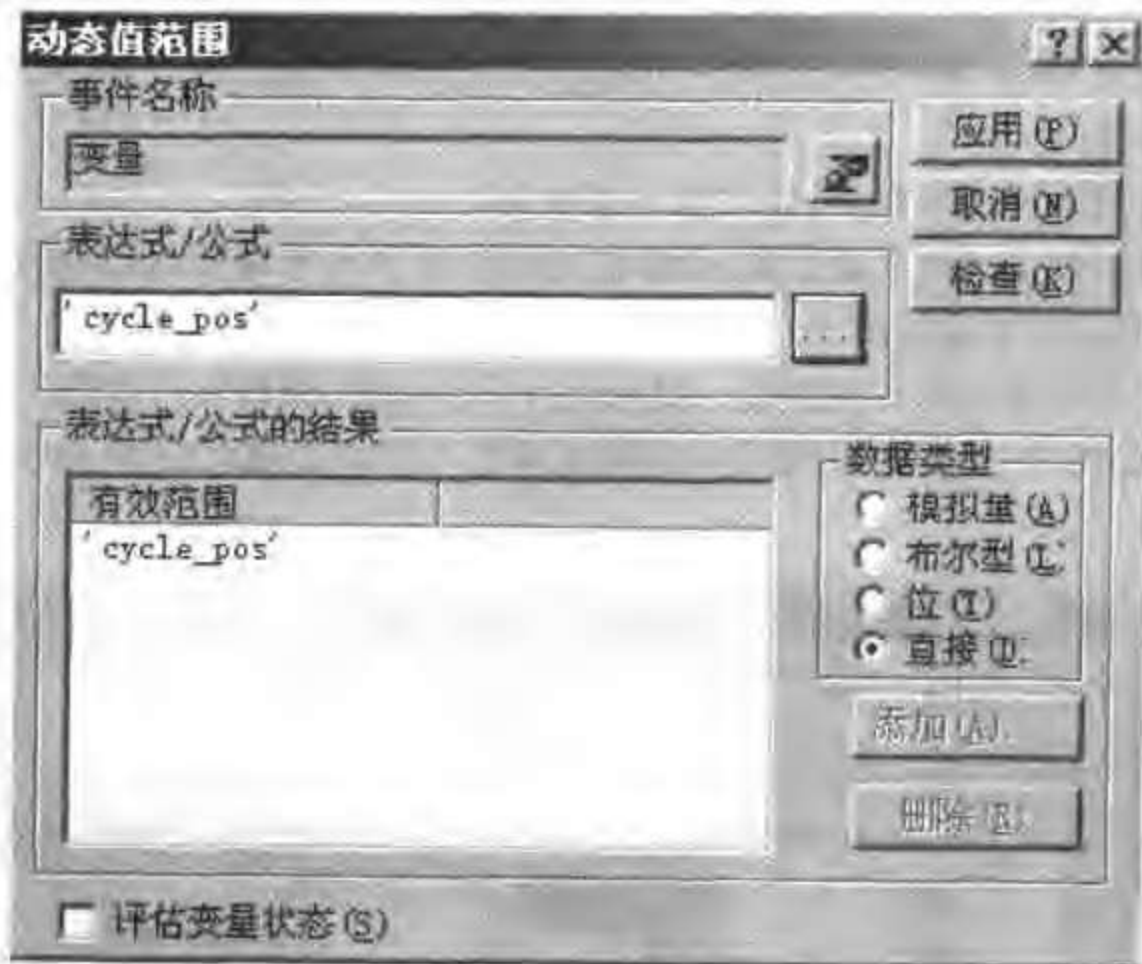 动态值范围
事件名称
变量
应用(P)
取消(N)
表达式/公式
检查(K)
'cycle_pos'
...
表达式/公式的结果
数据类型
有效范围
模拟量(A)
'cycle_pos'
布尔型(L)
位(T)
直接(D)
添加(A)
删除(R)
评估变量状态(S)